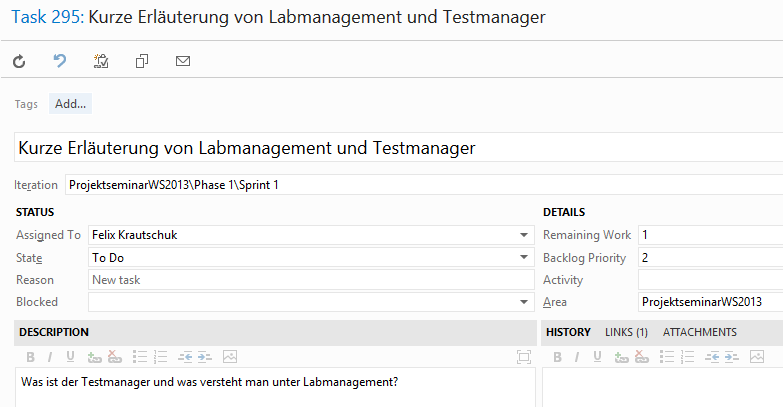 Task 295: Kurze Erläuterung von Labmanagement und Testmanager
Tags Add...
Kurze Erläuterung von Labmanagement und Testmanager
Iteration ProjektseminarWS2013\Phase 1\Sprint 1
STATUS
Assigned To Felix Krautschuk
State To Do
Reason New task
Blocked
DETAILS
Remaining Work 1
Backlog Priority 2
Activity
Area ProjektseminarWS2013
DESCRIPTION
B I U
Was ist der Testmanager und was versteht man unter Labmanagement?
HISTORY LINKS (1) ATTACHMENTS
B I U